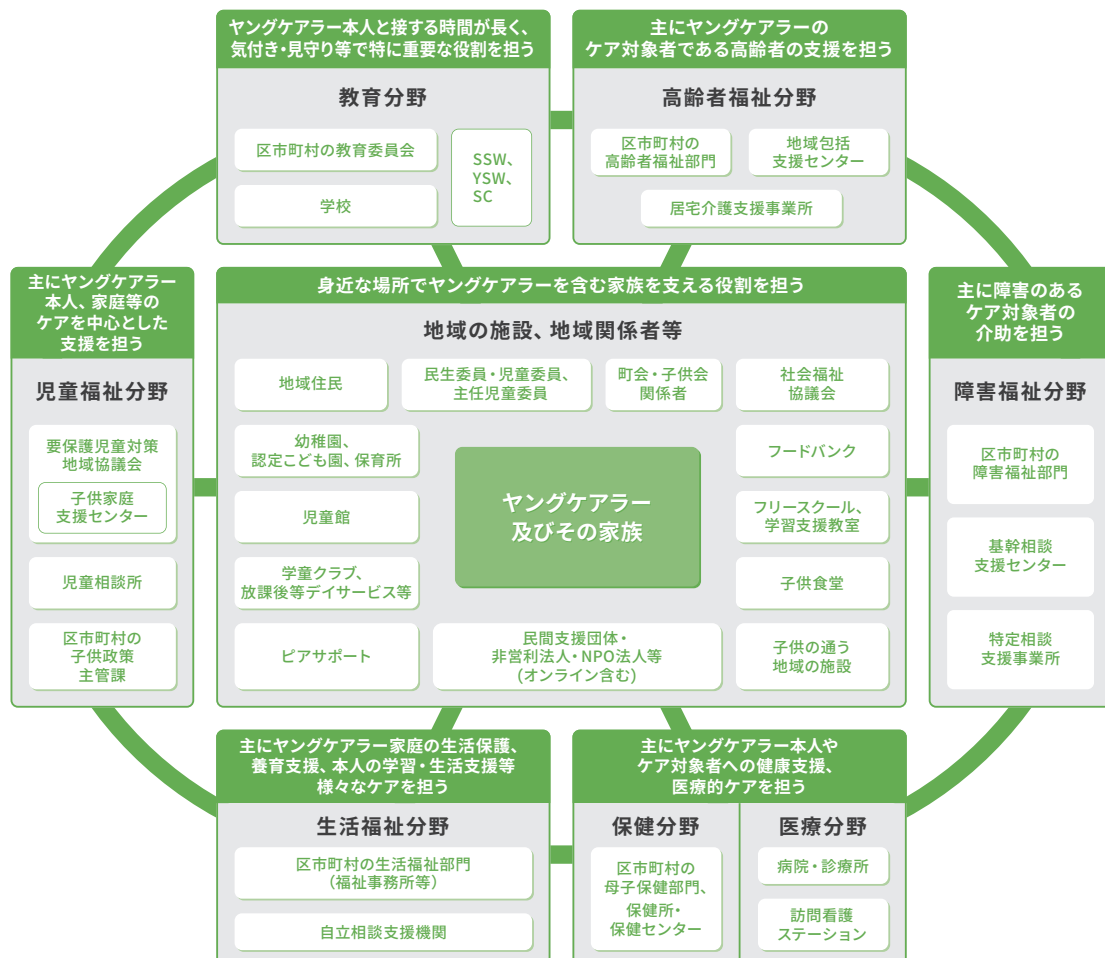 ヤングケアラー本人と接する時間が長く、
気付き・見守り等で特に重要な役割を担う
教育分野
区市町村の教育委員会
学校
SSW、
YSW、
SC
主にヤングケアラーの
ケア対象者である高齢者の支援を担う
高齢者福祉分野
区市町村の
高齢者福祉部門
地域包括
支援センター
居宅介護支援事業所
主にヤングケアラー
本人、家庭等の
ケアを中心とした
支援を担う
児童福祉分野
要保護児童対策
地域協議会
子供家庭
支援センター
児童相談所
区市町村の
子供政策
主管課
身近な場所でヤングケアラーを含む家族を支える役割を担う
地域の施設、地域関係者等
地域住民
民生委員・児童委員、
主任児童委員
町会・子供会
関係者
社会福祉
協議会
幼稚園、
認定こども園、保育所
フードバンク
児童館
ヤングケアラー
及びその家族
フリースクール、
学習支援教室
学童クラブ、
放課後等デイサービス等
子供食堂
ピアサポート
民間支援団体・
非営利法人・NPO法人等
(オンライン含む)
子供の通う
地域の施設
主に障害のある
ケア対象者の
介助を担う
障害福祉分野
区市町村の
障害福祉部門
基幹相談
支援センター
特定相談
支援事業所
主にヤングケアラー家庭の生活保護、
養育支援、本人の学習・生活支援等
様々なケアを担う
生活福祉分野
区市町村の生活福祉部門
(福祉事務所等)
自立相談支援機関
主にヤングケアラー本人や
ケア対象者への健康支援、
医療的ケアを担う
保健分野
区市町村の
母子保健部門、
保健所・
保健センター
医療分野
病院・診療所
訪問看護
ステーション